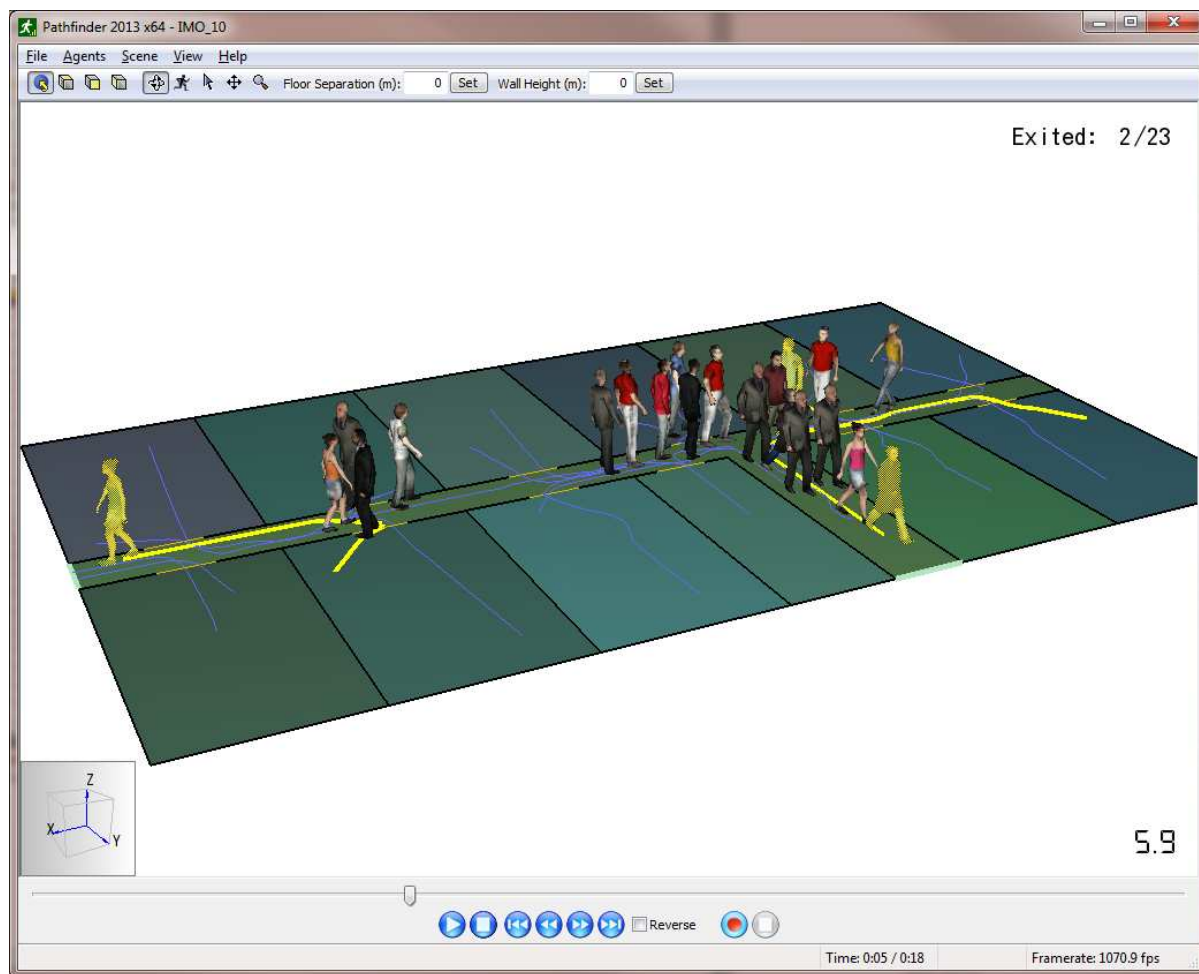 Pathfinder 2013 x64 - IMO_10
File Agents Scene View Help
Floor Separation (m): 0 Set Wall Height (m): 0 Set
Exited: 2/23
Z
X
Y
5.9
Reverse
Time: 0:05 / 0:18 Framerate: 1070.9 fps